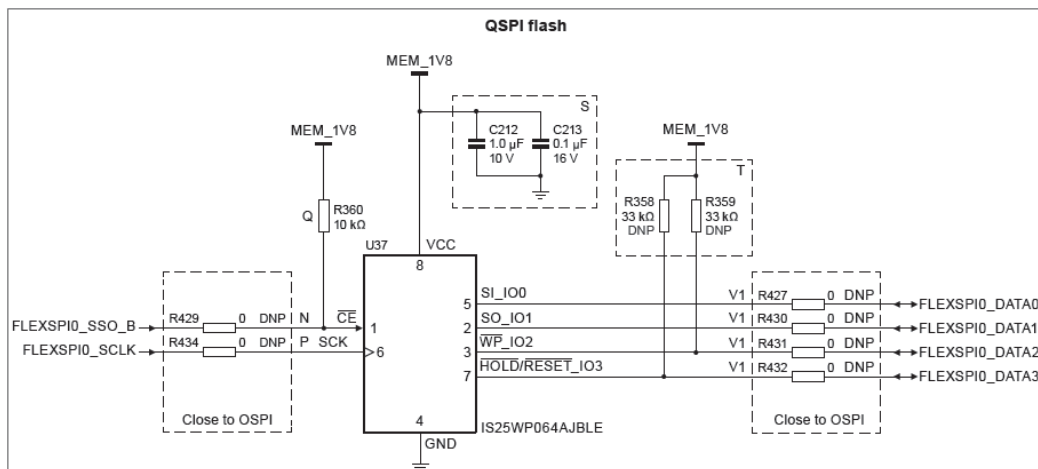 QSPI flash
MEM_1V8
S
C212
1.0 µF
10 V
C213
0.1 µF
16 V
MEM_1V8
MEM_1V8
T
Q
R360
10 kΩ
R358
33 kΩ
DNP
R359
33 kΩ
DNP
U37
VCC
8
5
SI_IO0
V1
R427
0
DNP
FLEXSPI0_DATA0
FLEXSPI0_SSO_B
R429
0
DNP
N
CE
1
2
SO_IO1
V1
R430
0
DNP
FLEXSPI0_DATA1
FLEXSPI0_SCLK
R434
0
DNP
P
SCK
6
3
WP_IO2
V1
R431
0
DNP
FLEXSPI0_DATA2
7
HOLD/RESET_IO3
V1
R432
0
DNP
FLEXSPI0_DATA3
Close to OSPI
4
GND
IS25WP064AJBLE
Close to OSPI